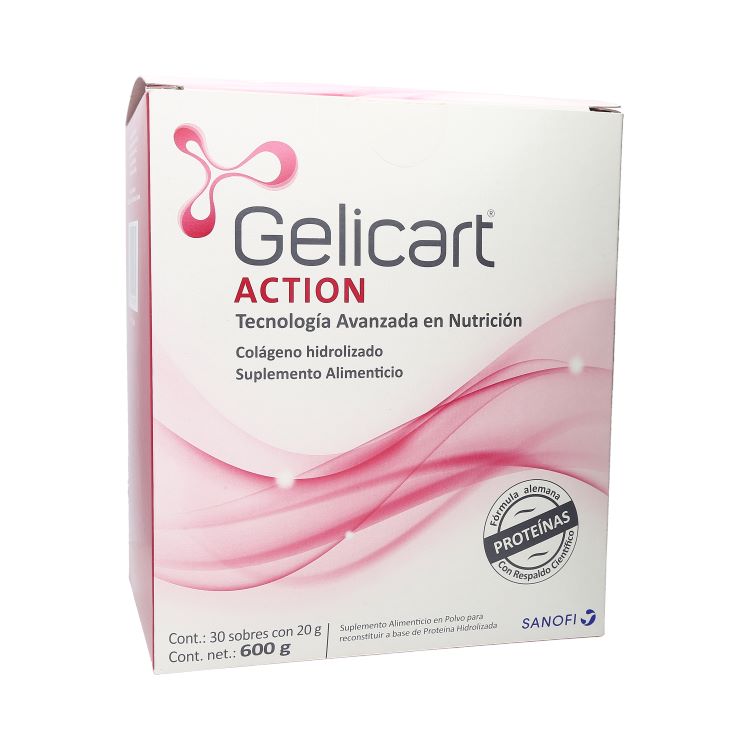 Gelicart®
ACTION
Tecnología Avanzada en Nutrición
Colágeno hidrolizado
Suplemento Alimenticio
Fórmula alemana
PROTEÍNAS
Con Respaldo Científico
Cont.: 30 sobres con 20 g
Cont. net.: 600 g
Suplemento Alimenticio en Polvo para
reconstituir a base de Proteína Hidrolizada
SANOFI